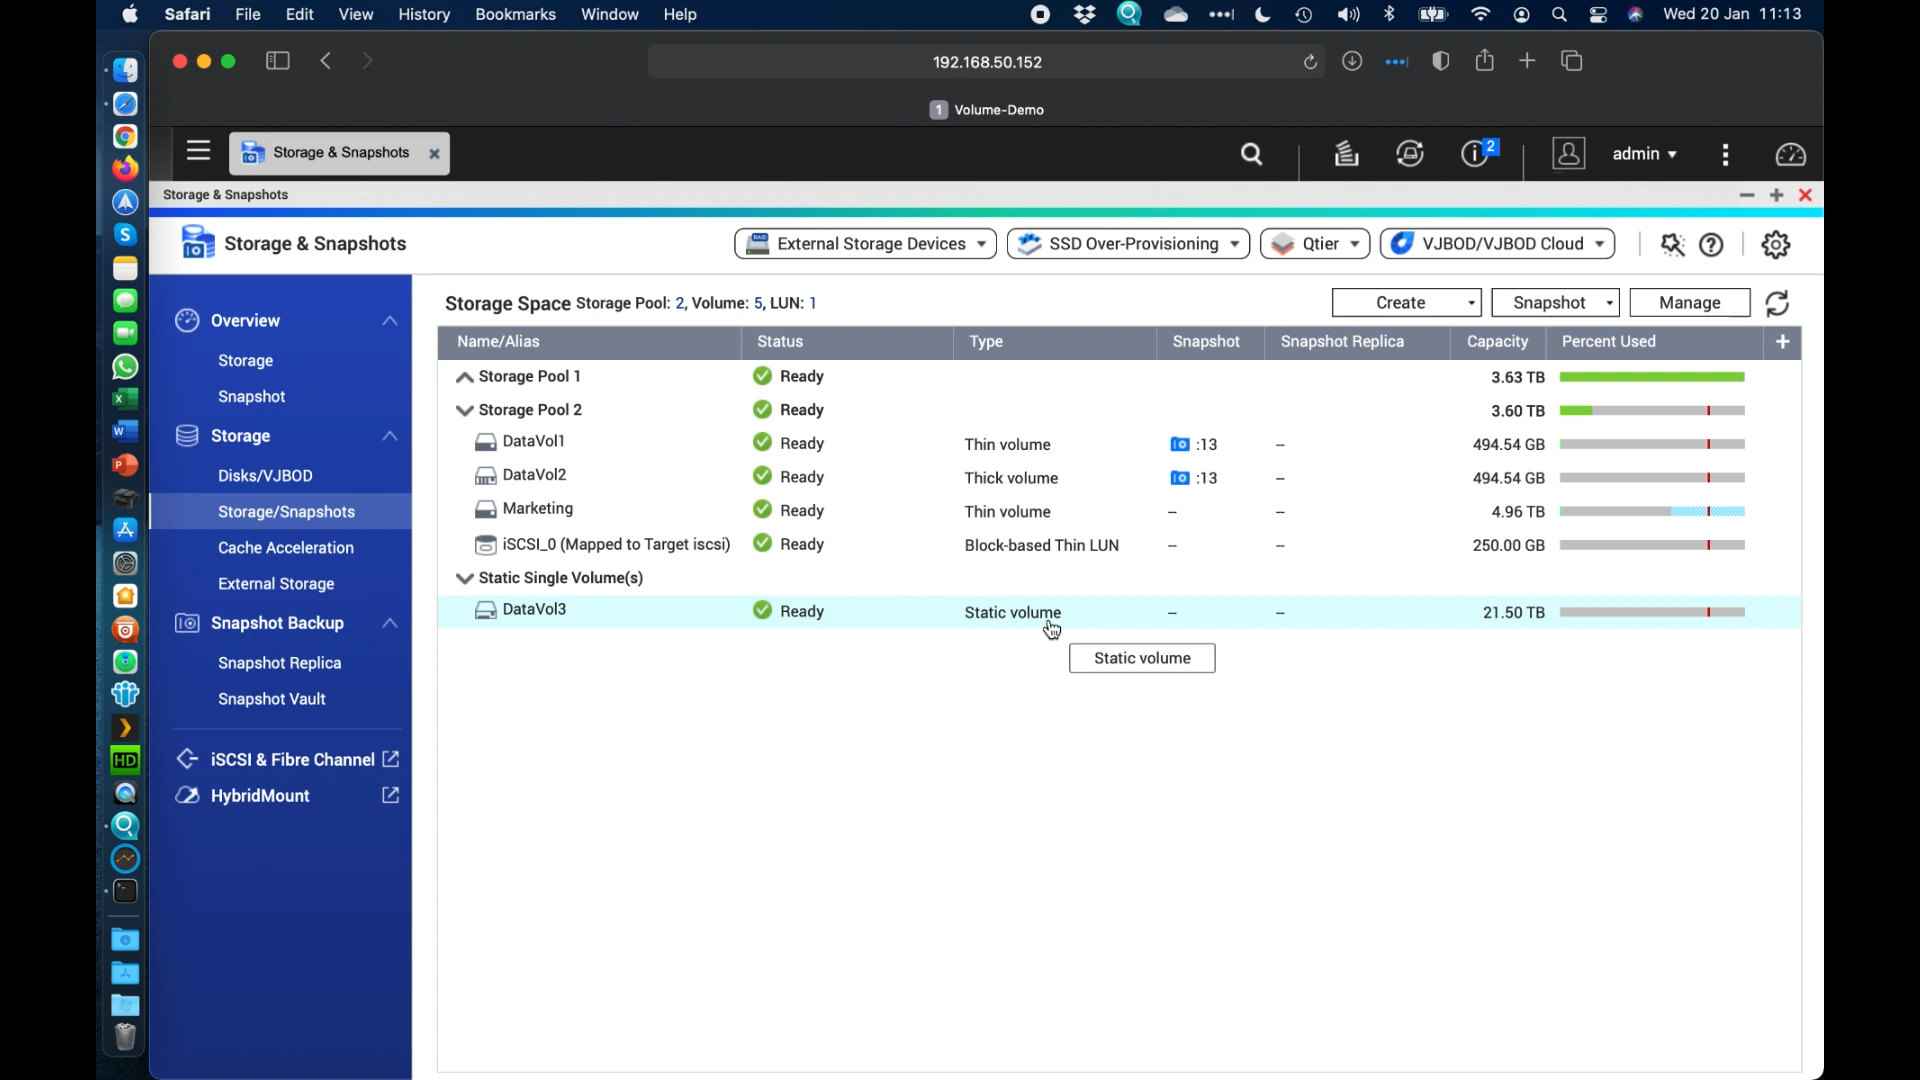 Safari File Edit View History Bookmarks Window Help Wed 20 Jan 11:13
192.168.50.152
1 Volume-Demo
Storage & Snapshots 2 admin
Storage & Snapshots
Storage & Snapshots External Storage Devices SSD Over-Provisioning Qtier VJBOD/VJBOD Cloud
Overview
Storage
Snapshot
Storage
Disks/VJBOD
Storage/Snapshots
Cache Acceleration
External Storage
Snapshot Backup
Snapshot Replica
Snapshot Vault
iSCSI & Fibre Channel
HybridMount
Storage Space Storage Pool: 2, Volume: 5, LUN: 1 Create Snapshot Manage
Name/Alias Status Type Snapshot Snapshot Replica Capacity Percent Used +
Storage Pool 1 Ready 3.63 TB
Storage Pool 2 Ready 3.60 TB
DataVol1 Ready Thin volume :13 -- 494.54 GB
DataVol2 Ready Thick volume :13 -- 494.54 GB
Marketing Ready Thin volume -- -- 4.96 TB
iSCSI_0 (Mapped to Target iscsi) Ready Block-based Thin LUN -- -- 250.00 GB
Static Single Volume(s)
DataVol3 Ready Static volume -- -- 21.50 TB
Static volume